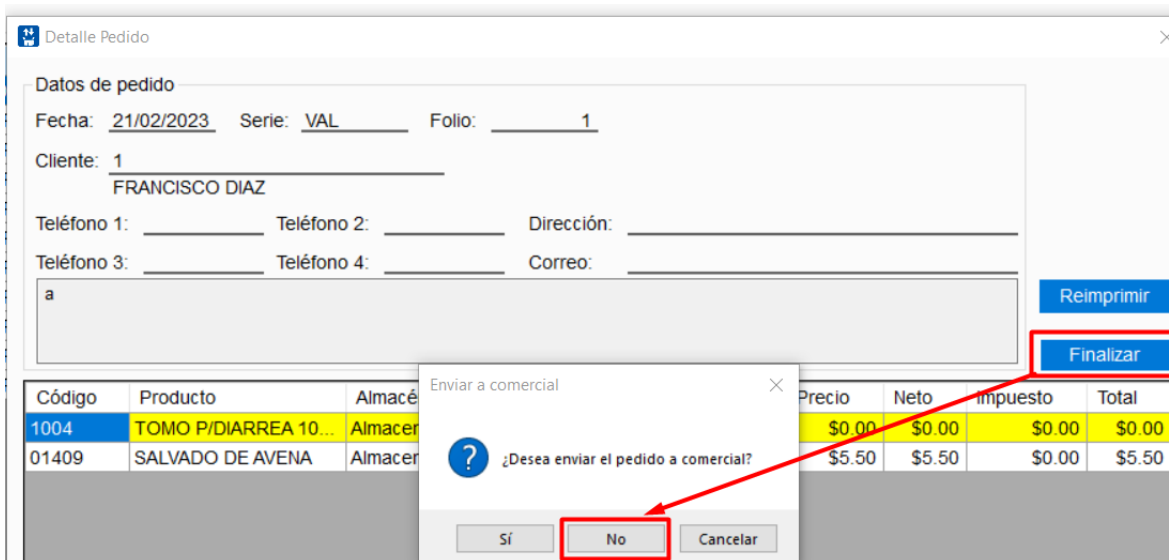 Detalle Pedido
Datos de pedido
Fecha: 21/02/2023 Serie: VAL Folio: 1
Cliente: 1
FRANCISCO DIAZ
Teléfono 1: Teléfono 2: Dirección:
Teléfono 3: Teléfono 4: Correo:
a
Reimprimir
Finalizar
Código Producto Almacé Precio Neto Impuesto Total
1004 TOMO P/DIARREA 10... Almacer $0.00 $0.00 $0.00 $0.00
01409 SALVADO DE AVENA Almacer $5.50 $5.50 $0.00 $5.50
Enviar a comercial
¿Desea enviar el pedido a comercial?
Sí No Cancelar